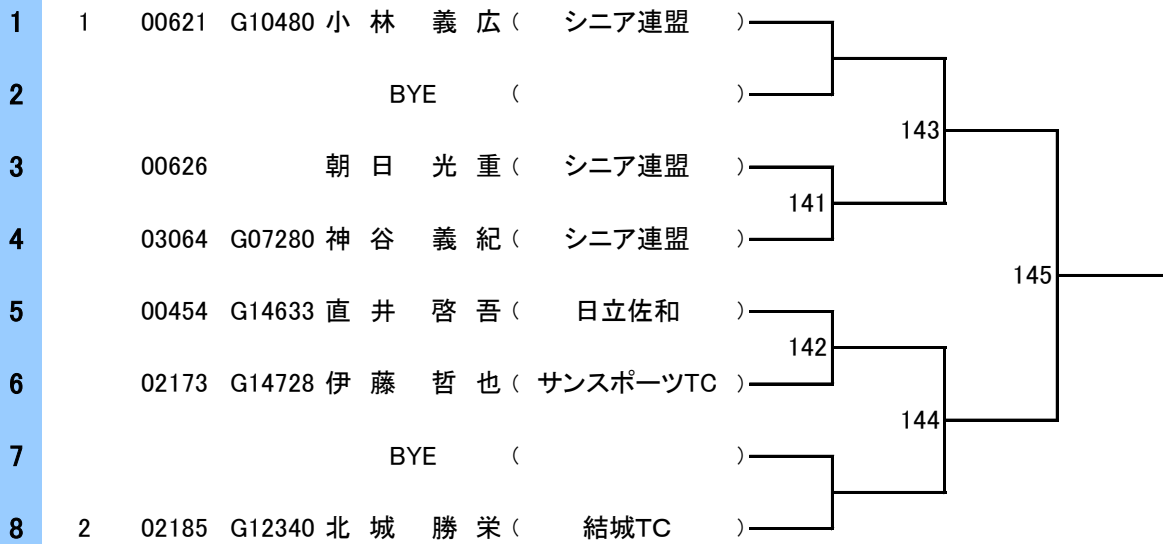 1 1 00621 G10480 小 林 義 広 ( シニア連盟 )
2 BYE ( )
143
3 00626 朝 日 光 重 ( シニア連盟 )
141
4 03064 G07280 神 谷 義 紀 ( シニア連盟 )
145
5 00454 G14633 直 井 啓 吾 ( 日立佐和 )
142
6 02173 G14728 伊 藤 哲 也 ( サンスポーツTC )
144
7 BYE ( )
8 2 02185 G12340 北 城 勝 栄 ( 結城TC )